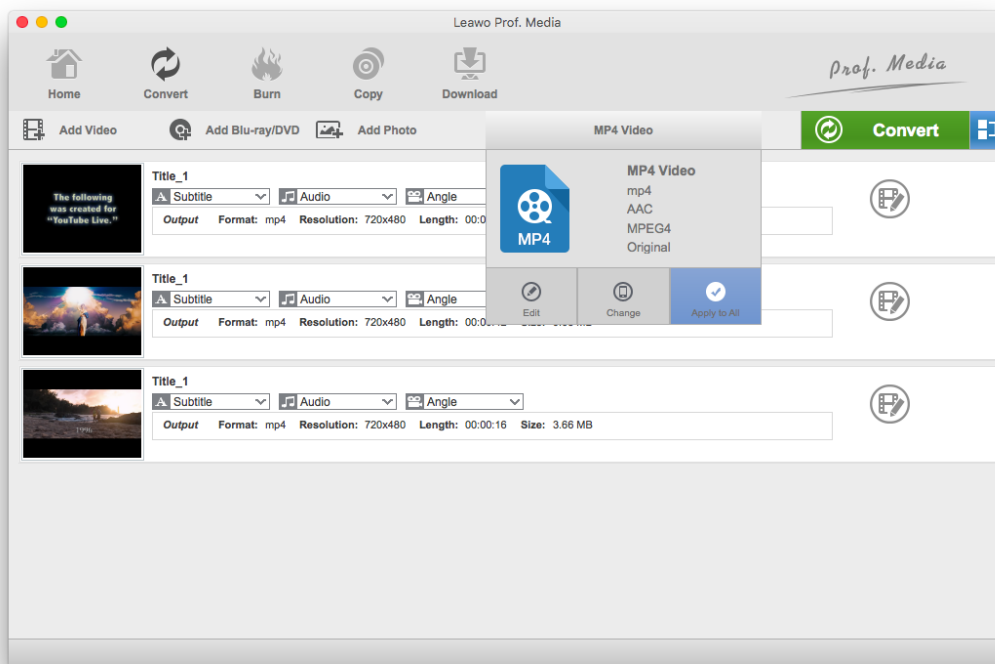 Leawo Prof. Media
Home Convert Burn Copy Download
Prof. Media
Add Video Add Blu-ray/DVD Add Photo MP4 Video Convert
The following
was created for
"YouTube Live."
Title_1
A Subtitle Audio Angle
Output Format: mp4 Resolution: 720x480 Length: 00:0
MP4
MP4 Video
mp4
AAC
MPEG4
Original
Edit Change Apply to All
Title_1
A Subtitle Audio Angle
Output Format: mp4 Resolution: 720x480 Length:
Title_1
A Subtitle Audio Angle
Output Format: mp4 Resolution: 720x480 Length: 00:00:16 Size: 3.66 MB
1996